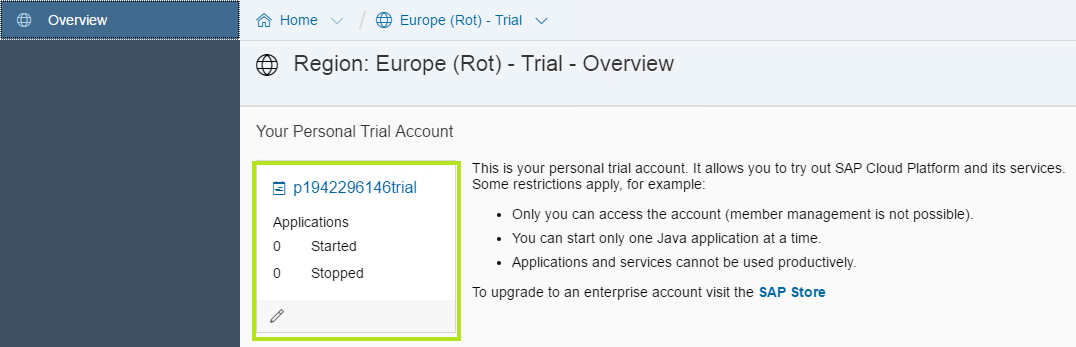 Overview
Home
Europe (Rot) - Trial
Region: Europe (Rot) - Trial - Overview
Your Personal Trial Account
p1942296146trial
Applications
0 Started
0 Stopped
This is your personal trial account. It allows you to try out SAP Cloud Platform and its services.
Some restrictions apply, for example:
• Only you can access the account (member management is not possible).
• You can start only one Java application at a time.
• Applications and services cannot be used productively.
To upgrade to an enterprise account visit the SAP Store